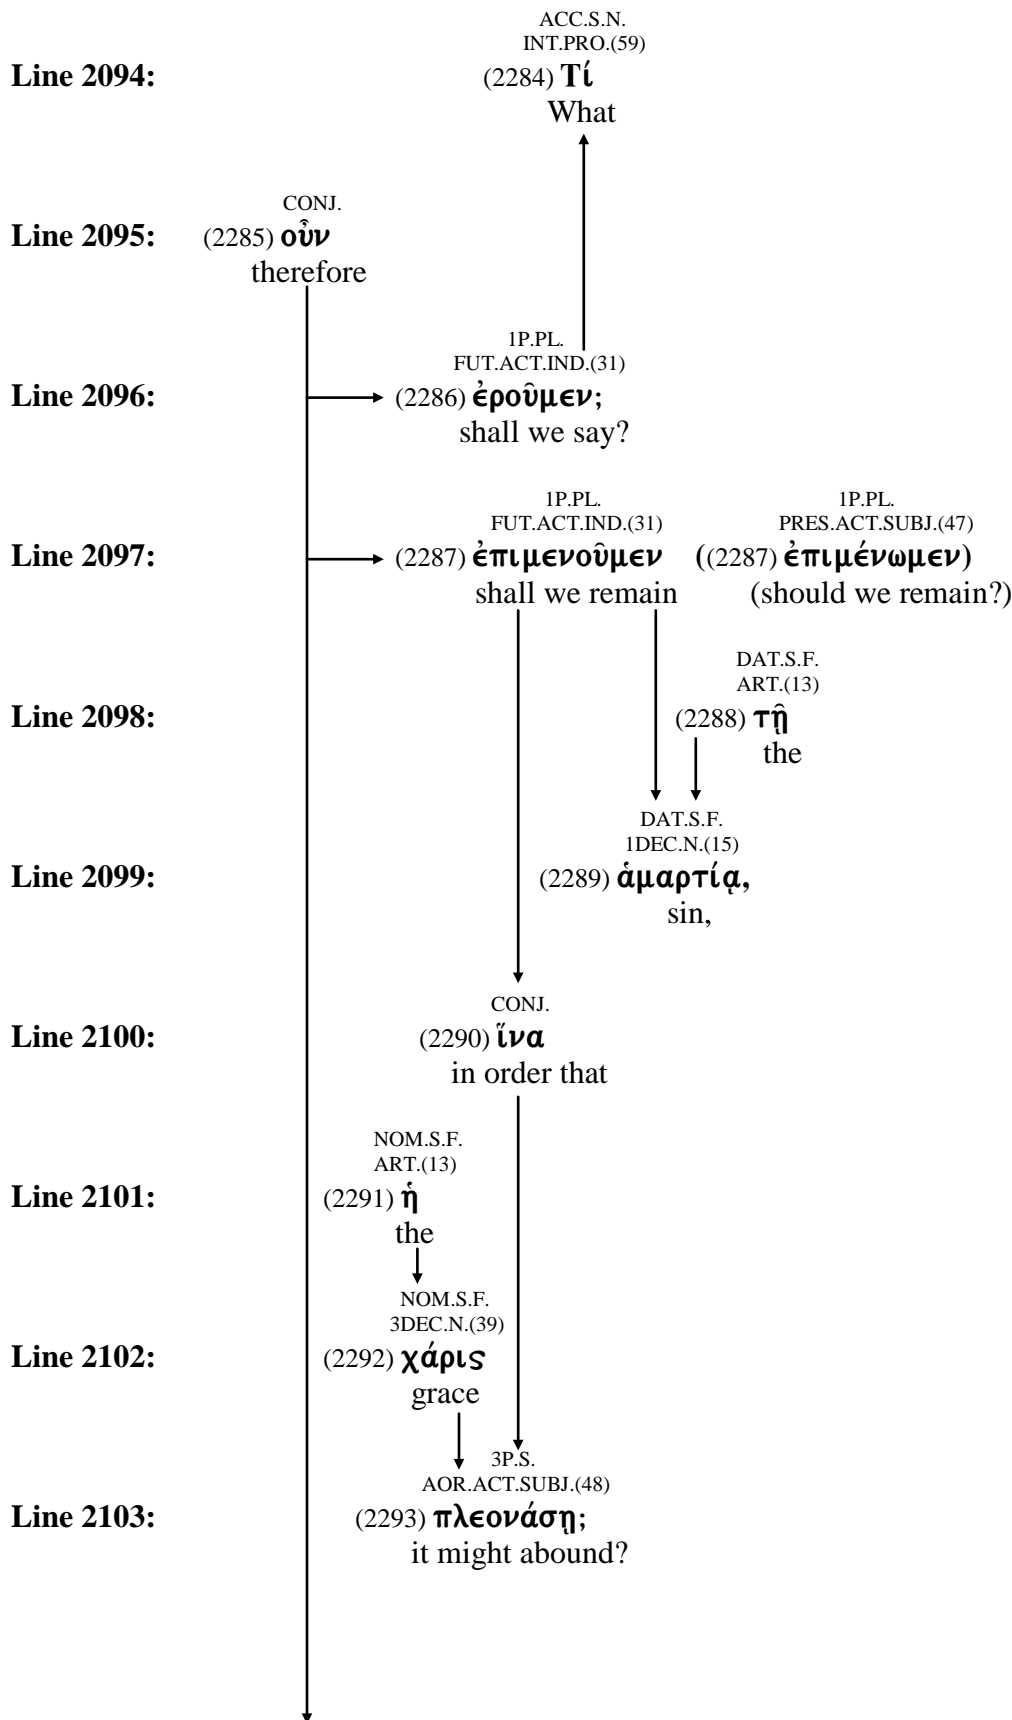 ACC.S.N.
INT.PRO.(59)
Line 2094: (2284) Τί
What
CONJ.
Line 2095: (2285) οὖν
therefore
1P.PL.
FUT.ACT.IND.(31)
Line 2096: (2286) ἐροῦμεν;
shall we say?
1P.PL. 1P.PL.
FUT.ACT.IND.(31) PRES.ACT.SUBJ.(47)
Line 2097: (2287) ἐπιμενοῦμεν ((2287) ἐπιμένωμεν)
shall we remain (should we remain?)
DAT.S.F.
ART.(13)
Line 2098: (2288) τῇ
the
DAT.S.F.
1DEC.N.(15)
Line 2099: (2289) ἁμαρτίᾳ,
sin,
CONJ.
Line 2100: (2290) ἵνα
in order that
NOM.S.F.
ART.(13)
Line 2101: (2291) ἡ
the
NOM.S.F.
3DEC.N.(39)
Line 2102: (2292) χάρις
grace
3P.S.
AOR.ACT.SUBJ.(48)
Line 2103: (2293) πλεονάσῃ;
it might abound?